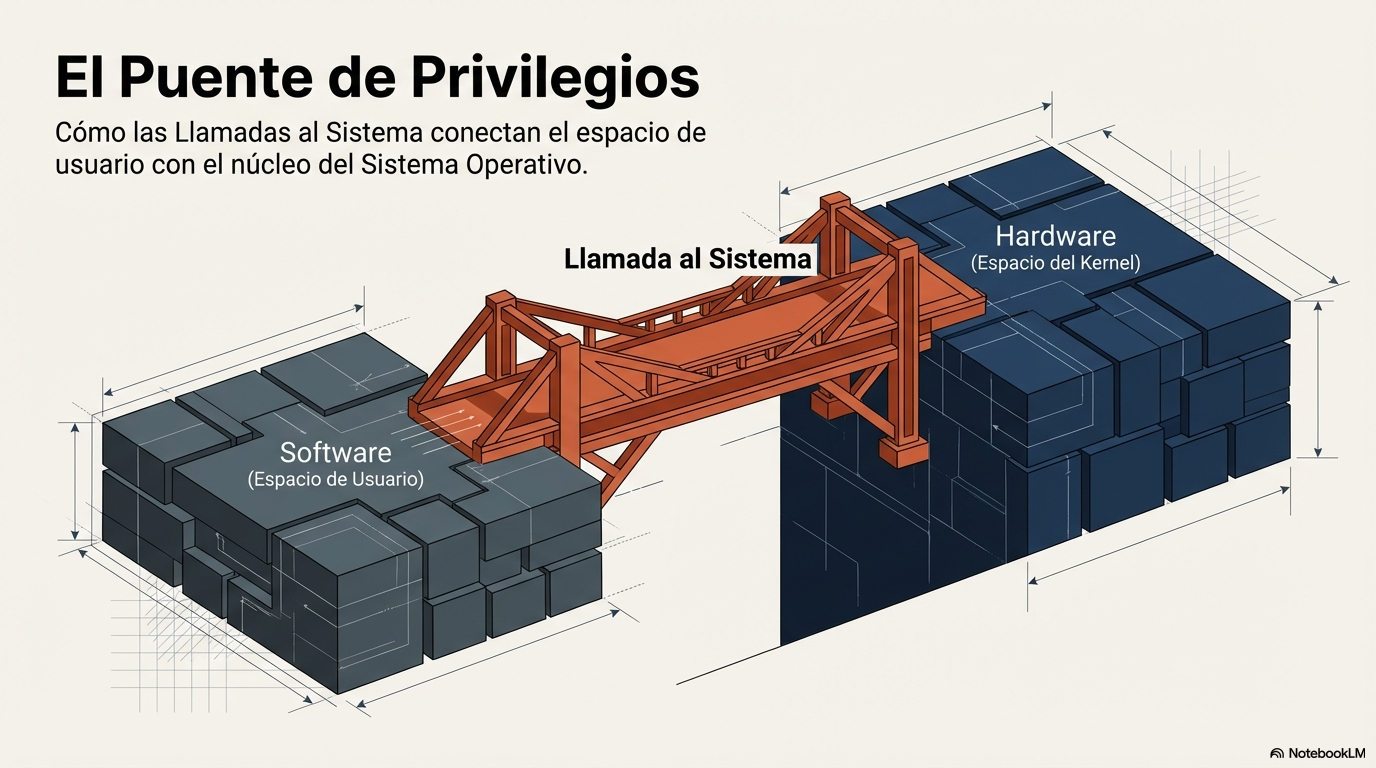 El Puente de Privilegios
Cómo las Llamadas al Sistema conectan el espacio de
usuario con el núcleo del Sistema Operativo.
Llamada al Sistema
Hardware
(Espacio del Kernel)
Software
(Espacio de Usuario)
NotebookLM